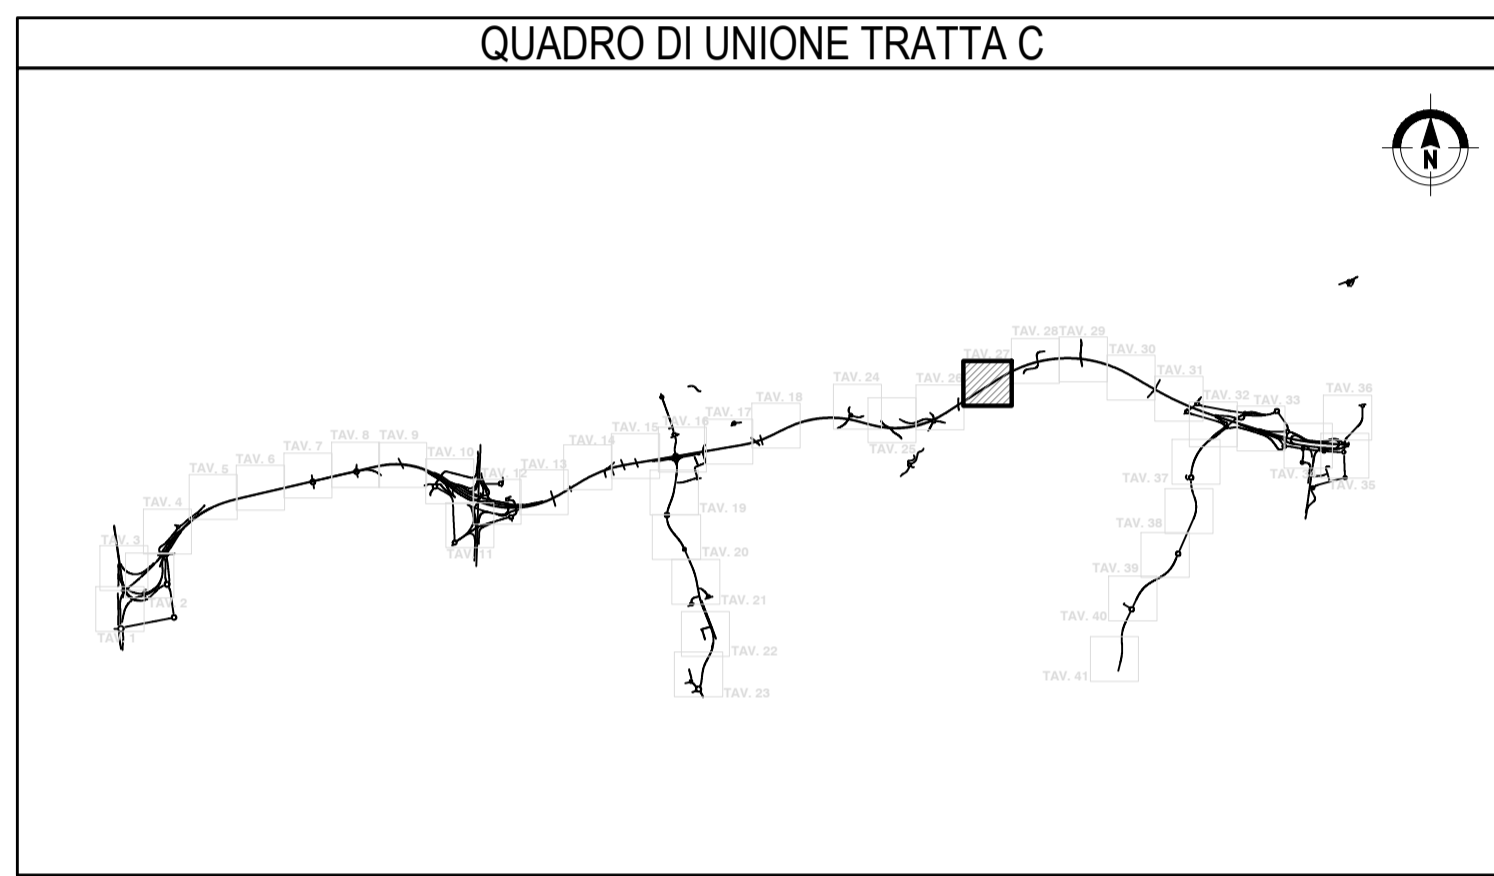 QUADRO DI UNIONE TRATTA C
N
TAV. 28
TAV. 29
TAV. 27
TAV. 30
TAV. 31
TAV. 24
TAV. 26
TAV. 36
TAV. 18
TAV. 32
TAV. 33
TAV. 17
TAV. 16
TAV. 15
TAV. 14
TAV. 25
TAV. 8
TAV. 9
TAV. 7
TAV. 10
TAV. 6
TAV. 5
TAV. 13
TAV. 12
TAV. 37
TAV. 35
TAV. 4
TAV. 19
TAV. 38
TAV. 3
TAV. 11
TAV. 20
TAV. 39
TAV. 2
TAV. 21
TAV. 40
TAV. 1
TAV. 22
TAV. 41
TAV. 23